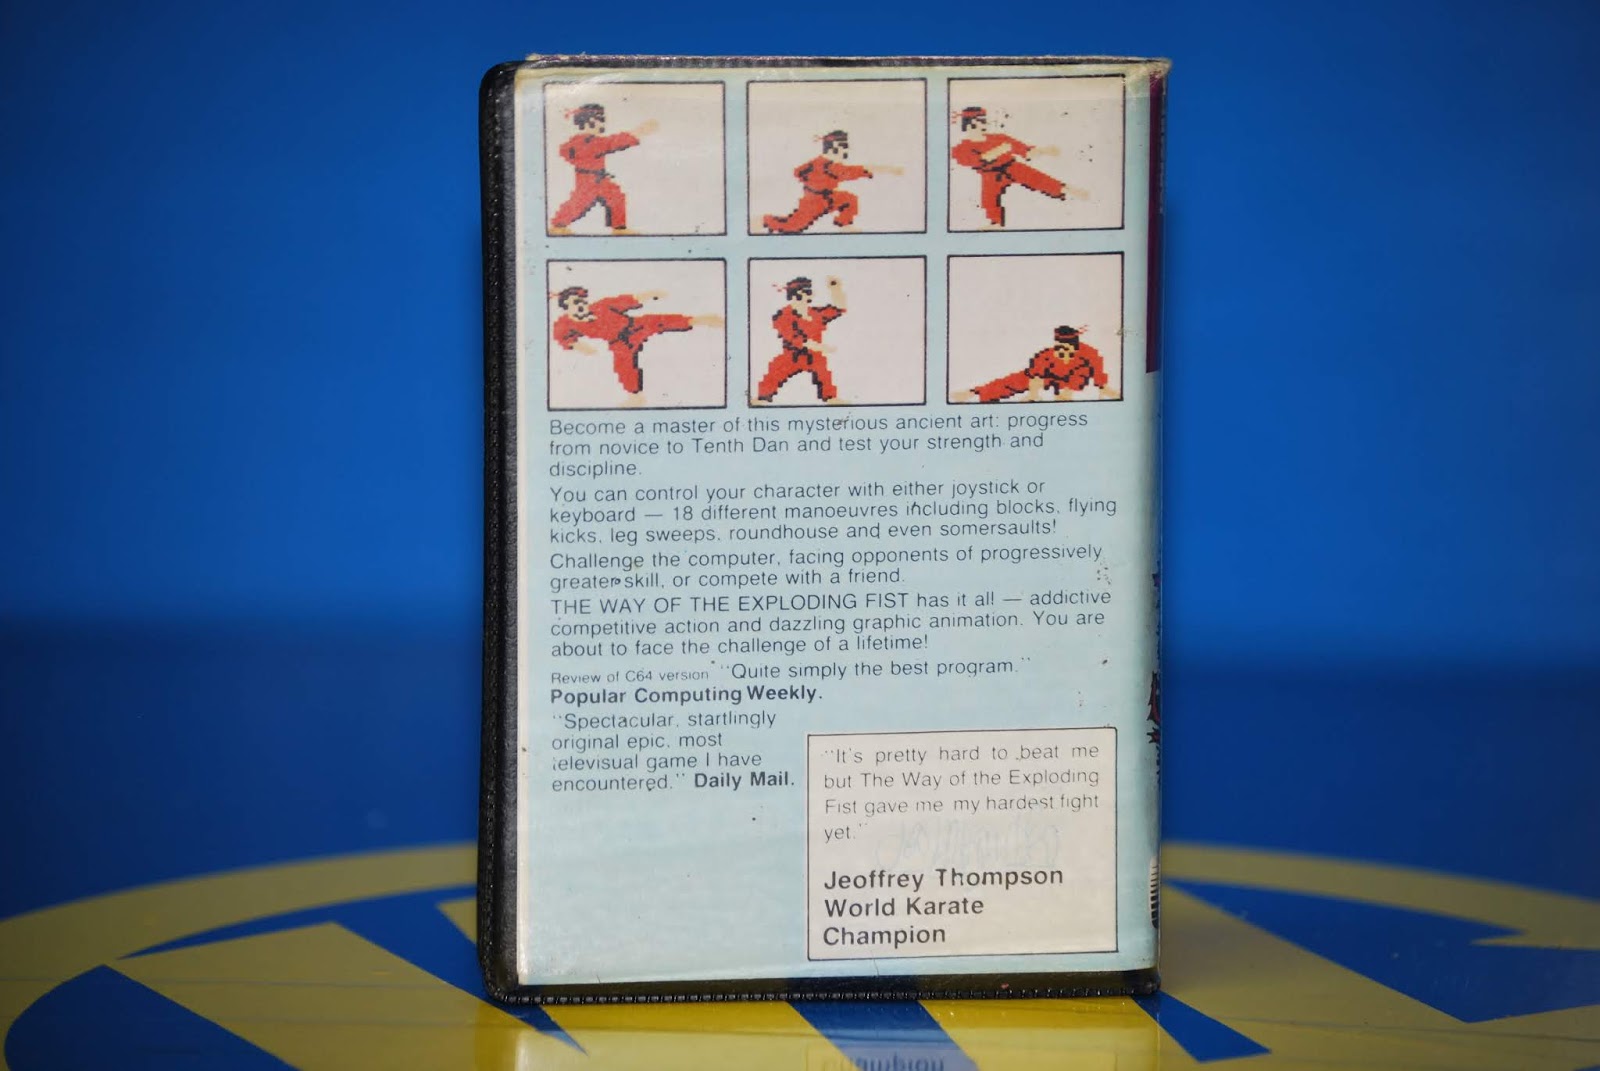 Become a master of this mysterious ancient art: progress
from novice to Tenth Dan and test your strength and
discipline.
You can control your character with either joystick or
keyboard — 18 different manoeuvres including blocks, flying
kicks, leg sweeps, roundhouse and even somersaults!
Challenge the computer, facing opponents of progressively
greater skill, or compete with a friend.
THE WAY OF THE EXPLODING FIST has it all — addictive
competitive action and dazzling graphic animation. You are
about to face the challenge of a lifetime!
Review of C64 version "Quite simply the best program."
Popular Computing Weekly.
"Spectacular, startlingly
original epic, most
televisual game I have
encountered." Daily Mail.
"It's pretty hard to beat me
but The Way of the Exploding
Fist gave me my hardest fight
yet."
Jeoffrey Thompson
World Karate
Champion